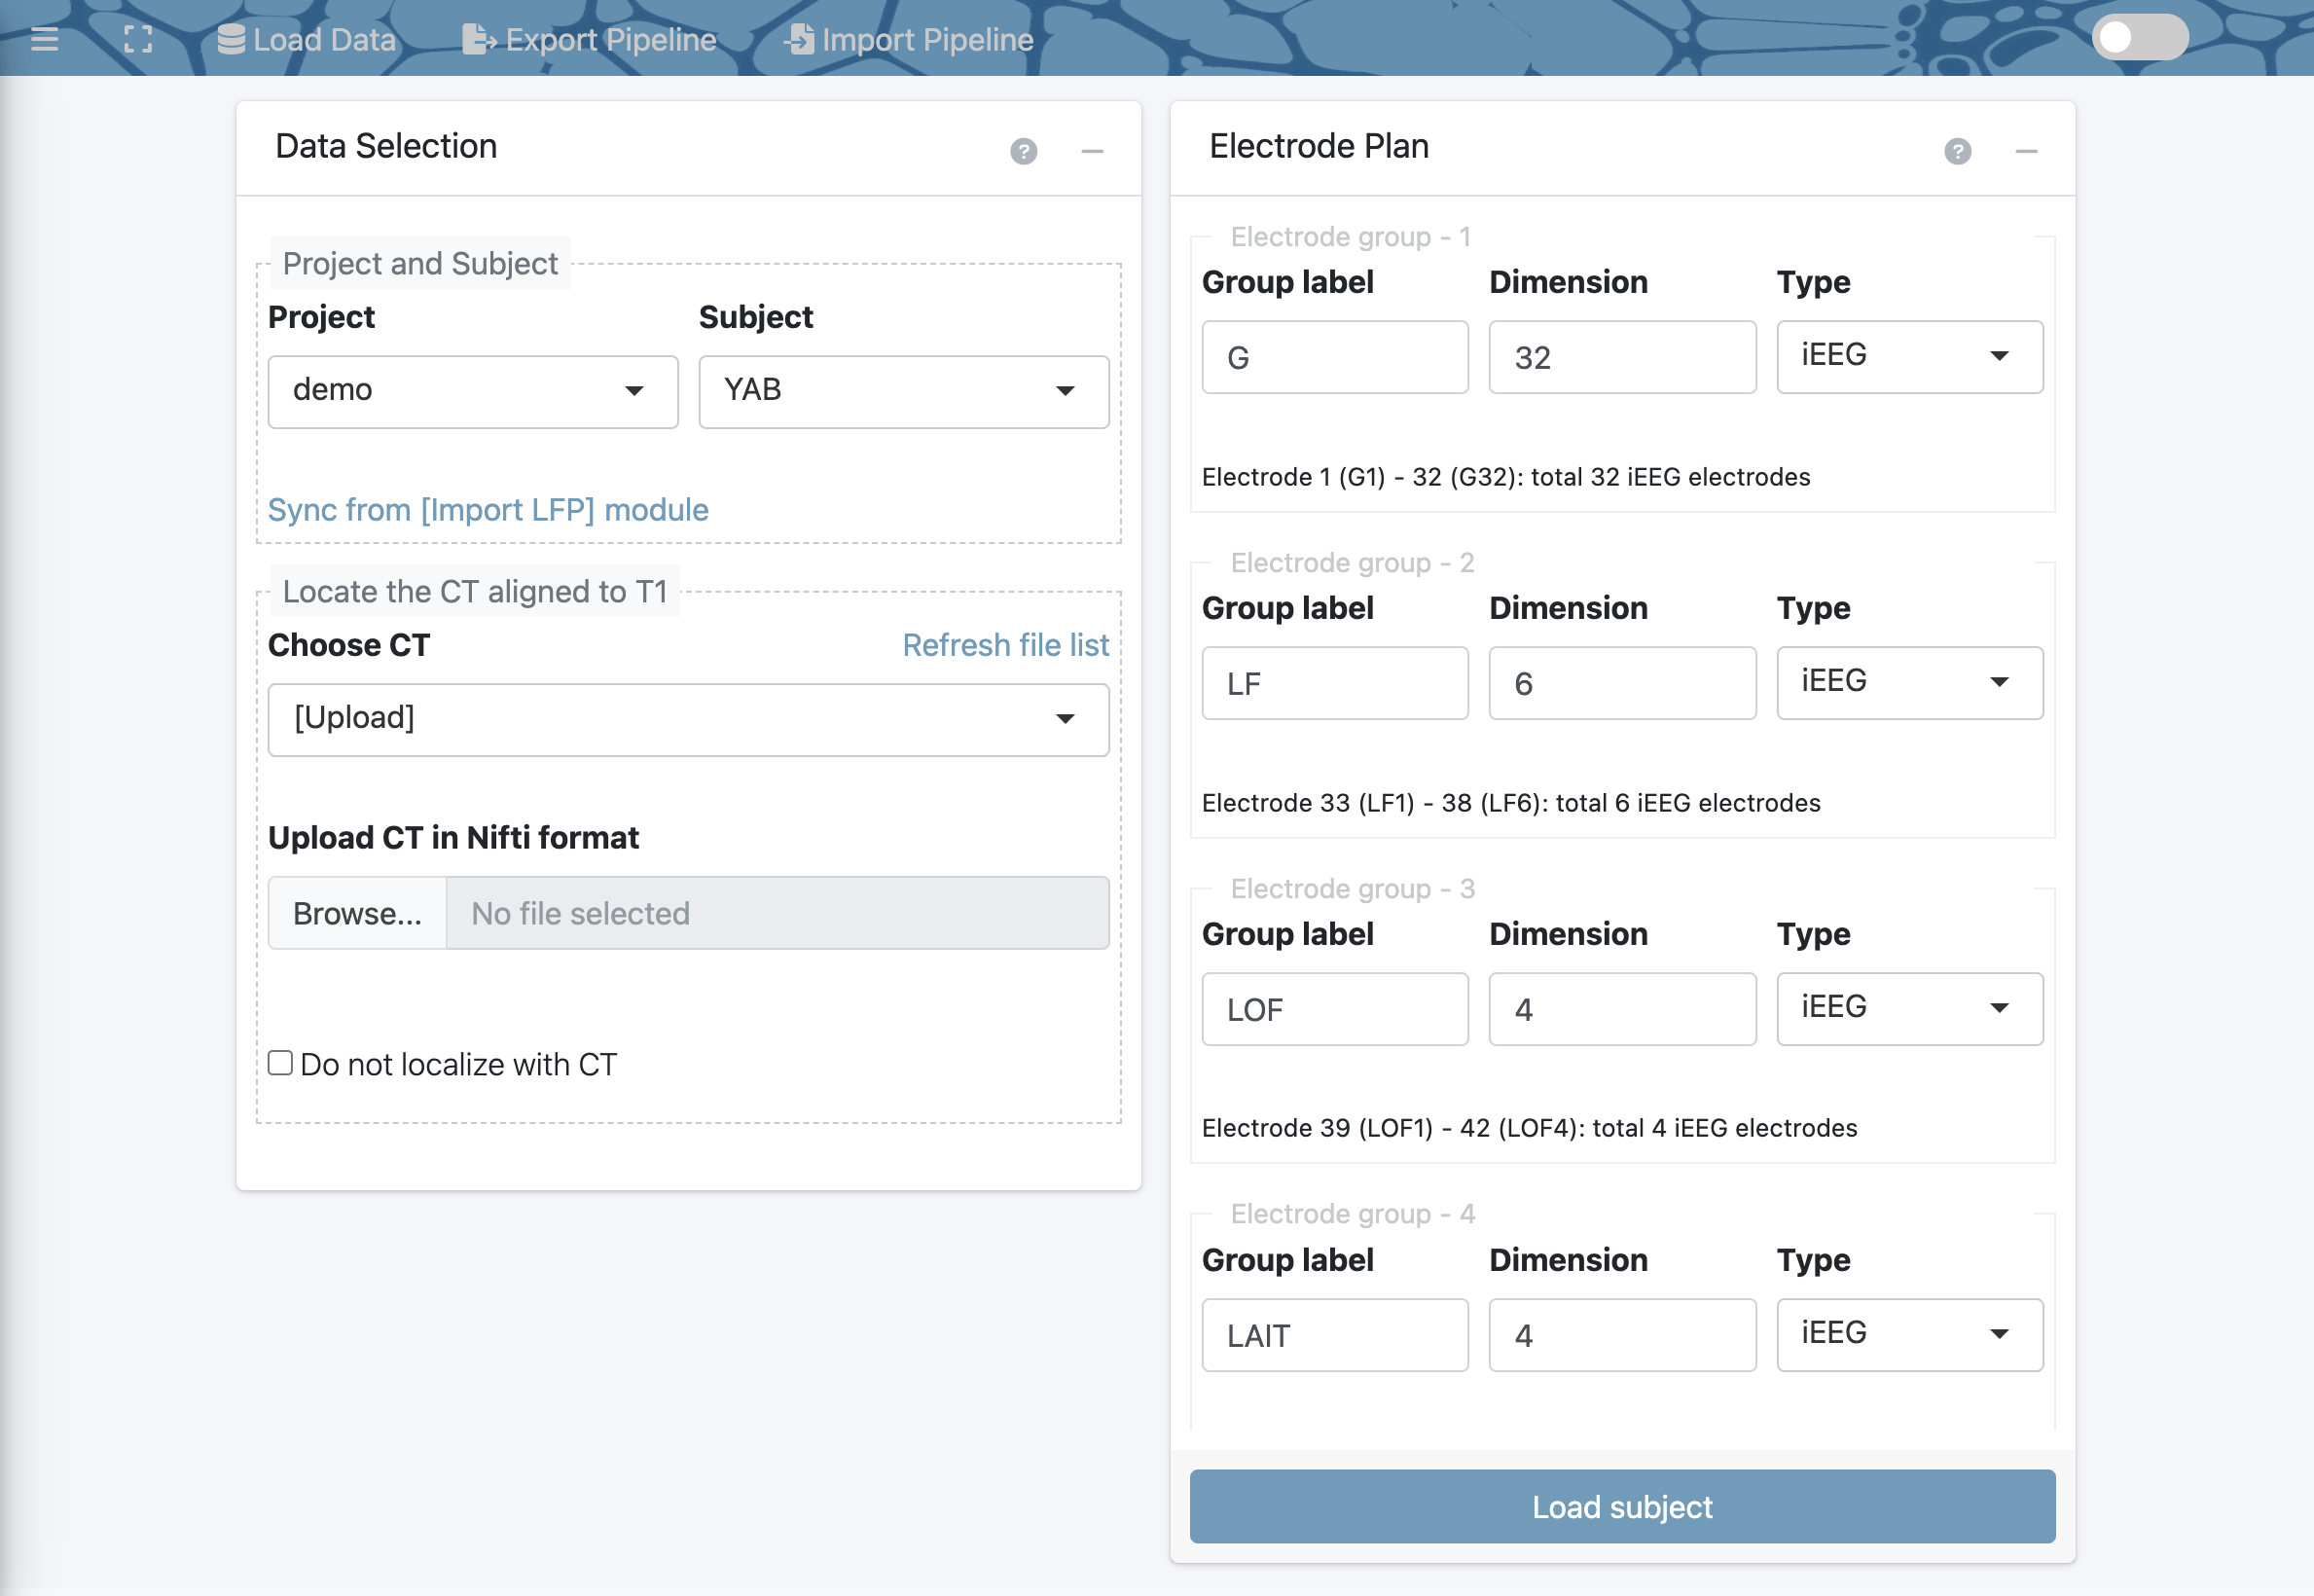 Load Data Export Pipeline Import Pipeline
Data Selection
Project and Subject
Project Subject
demo YAB
Sync from [Import LFP] module
Locate the CT aligned to T1
Choose CT Refresh file list
[Upload]
Upload CT in Nifti format
Browse... No file selected
Do not localize with CT
Electrode Plan
Electrode group - 1
Group label Dimension Type
G 32 iEEG
Electrode 1 (G1) - 32 (G32): total 32 iEEG electrodes
Electrode group - 2
Group label Dimension Type
LF 6 iEEG
Electrode 33 (LF1) - 38 (LF6): total 6 iEEG electrodes
Electrode group - 3
Group label Dimension Type
LOF 4 iEEG
Electrode 39 (LOF1) - 42 (LOF4): total 4 iEEG electrodes
Electrode group - 4
Group label Dimension Type
LAIT 4 iEEG
Load subject